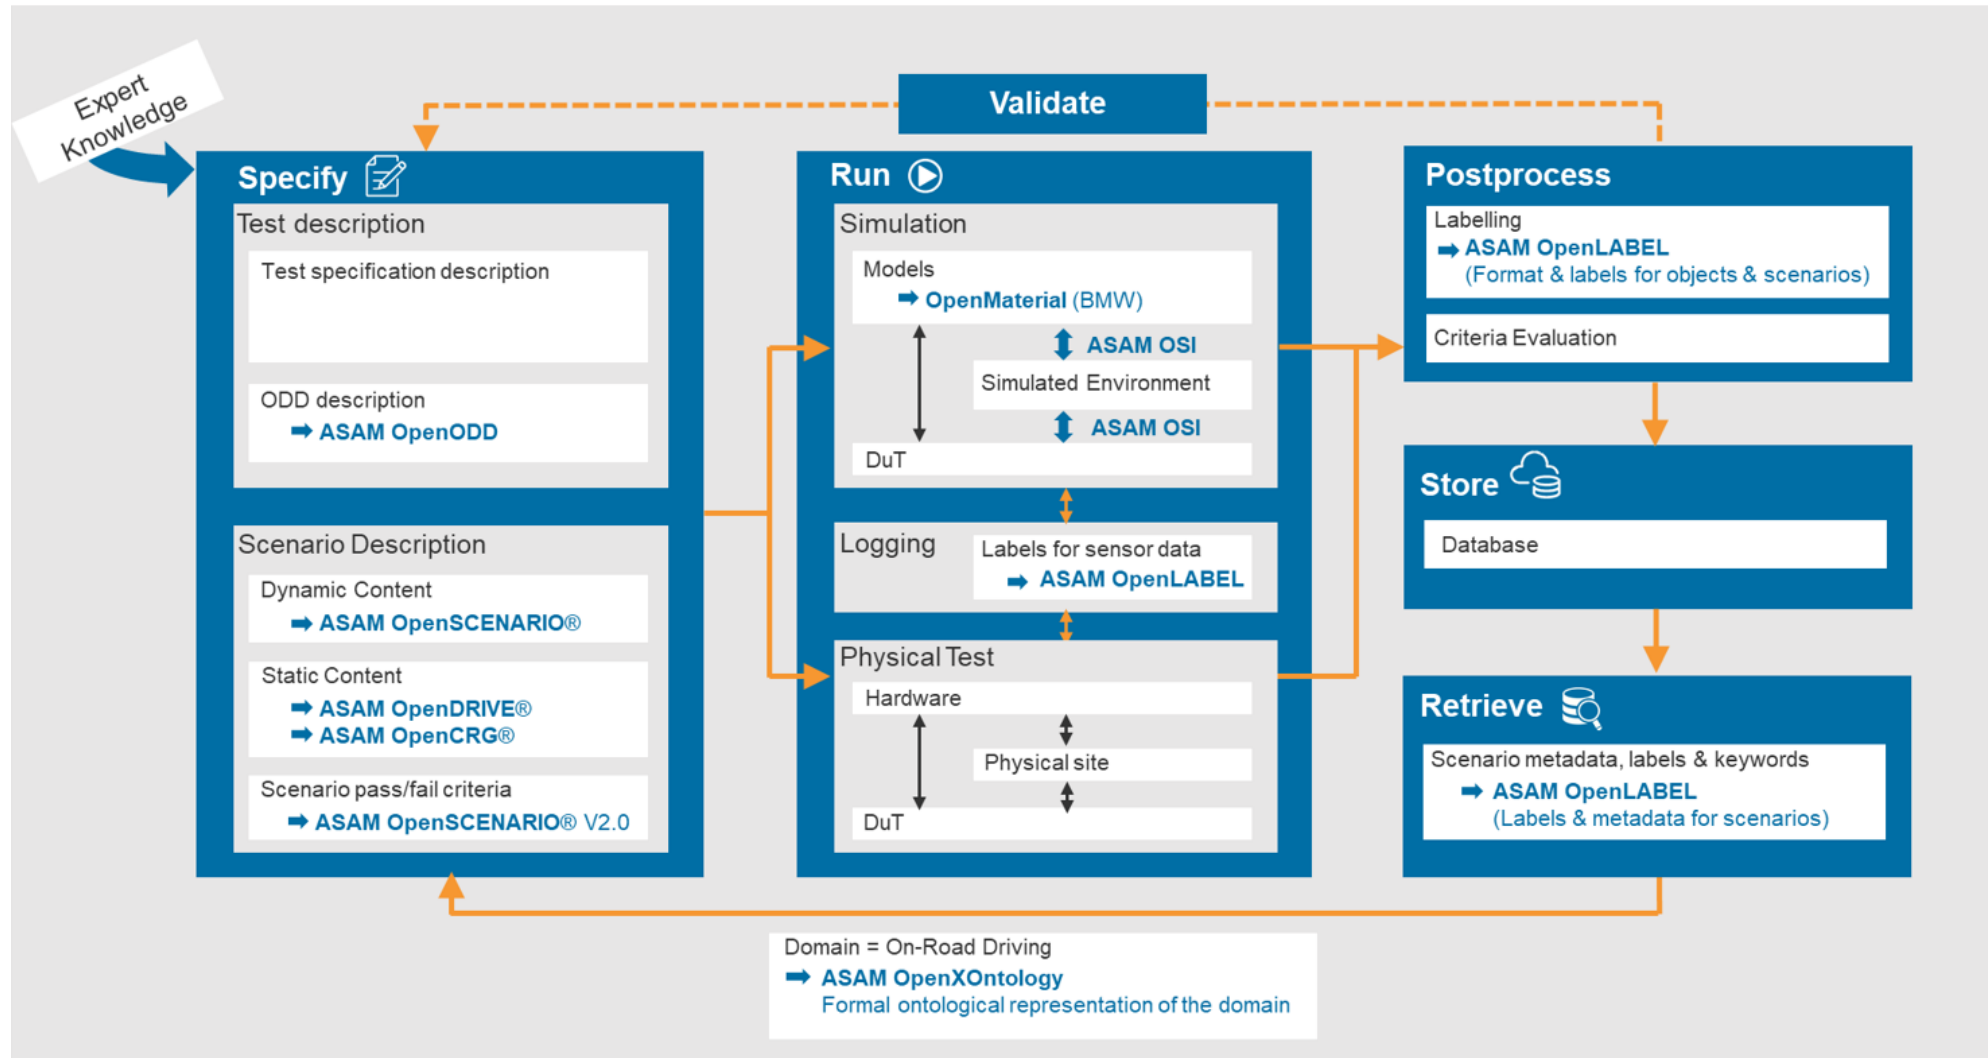 Expert
Knowledge
Validate
Specify
Test description
Test specification description
ODD description
ASAM OpenODD
Scenario Description
Dynamic Content
ASAM OpenSCENARIO®
Static Content
ASAM OpenDRIVE®
ASAM OpenCRG®
Scenario pass/fail criteria
ASAM OpenSCENARIO® V2.0
Run
Simulation
Models
OpenMaterial (BMW)
ASAM OSI
Simulated Environment
ASAM OSI
DuT
Logging
Labels for sensor data
ASAM OpenLABEL
Physical Test
Hardware
Physical site
DuT
Postprocess
Labelling
ASAM OpenLABEL
(Format & labels for objects & scenarios)
Criteria Evaluation
Store
Database
Retrieve
Scenario metadata, labels & keywords
ASAM OpenLABEL
(Labels & metadata for scenarios)
Domain = On-Road Driving
ASAM OpenXOntology
Formal ontological representation of the domain